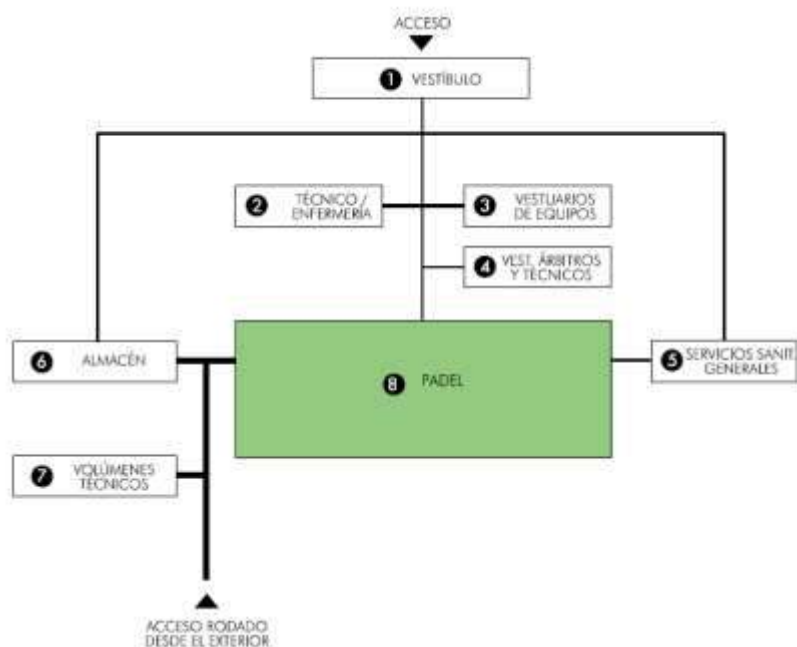 ACCESO
1 VESTÍBULO
2 TÉCNICO /
ENFERMERÍA
3 VESTUARIOS
DE EQUIPOS
4 VEST. ÁRBITROS
Y TÉCNICOS
6 ALMACÉN
8 PADEL
5 SERVICIOS SANIT.
GENERALES
7 VOLÚMENES
TÉCNICOS
ACCESO RODADO
DESDE EL EXTERIOR